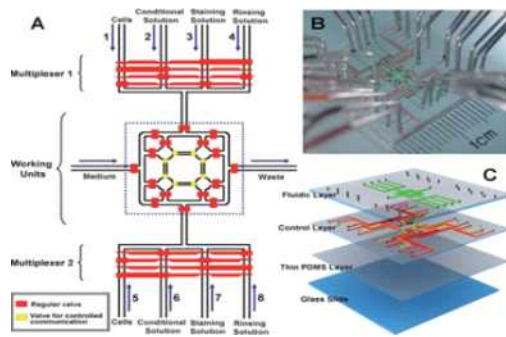 A
Cells
Conditional
Solution
Staining
Solution
Rinsing
Solution
1
2
3
4
Multiplexer 1
Working
Units
Medium
Waste
Multiplexer 2
5
6
7
8
Cells
Conditional
Solution
Staining
Solution
Rinsing
Solution
Regular valve
Valve for controlled
communication
B
1cm
C
Fluidic Layer
Control Layer
Thin PDMS Layer
Glass Slide